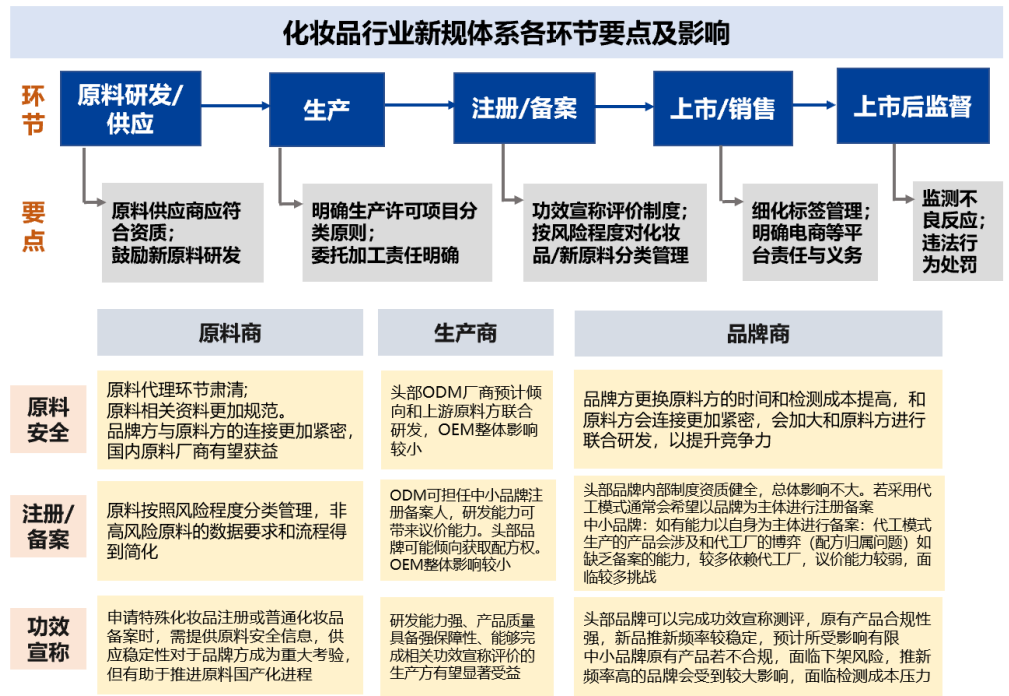 化妆品行业新规体系各环节要点及影响
环节
原料研发/
供应
生产
注册/备案
上市/销售
上市后监督
要点
原料供应商应符
合资质；
鼓励新原料研发
明确生产许可项目分
类原则；
委托加工责任明确
功效宣称评价制度；
按风险程度对化妆
品/新原料分类管理
细化标签管理；
明确电商等平
台责任与义务
监测不
良反应；
违法行
为处罚
原料商
生产商
品牌商
原料
安全
原料代理环节肃清;
原料相关资料更加规范。
品牌方与原料方的连接更加紧密，
国内原料厂商有望获益
头部ODM厂商预计倾
向和上游原料方联合
研发，OEM整体影响
较小
品牌方更换原料方的时间和检测成本提高，和
原料方会连接更加紧密，会加大和原料方进行
联合研发，以提升竞争力
注册/
备案
原料按照风险程度分类管理，非
高风险原料的数据要求和流程得
到简化
ODM可担任中小品牌注
册备案人，研发能力可
带来议价能力。头部品
牌可能倾向获取配方权。
OEM整体影响较小
头部品牌内部制度资质健全，总体影响不大。若采用代
工模式通常会希望以品牌为主体进行注册备案
中小品牌：如有能力以自身为主体进行备案：代工模式
生产的产品会涉及和代工厂的博弈（配方归属问题）如
缺乏备案的能力，较多依赖代工厂，议价能力较弱，面
临较多挑战
功效
宣称
申请特殊化妆品注册或普通化妆品
备案时，需提供原料安全信息，供
应稳定性对于品牌方成为重大考验，
但有助于推进原料国产化进程
研发能力强、产品质量
具备强保障性、能够完
成相关功效宣称评价的
生产方有望显著受益
头部品牌可以完成功效宣称测评，原有产品合规性
强，新品推新频率较稳定，预计所受影响有限
中小品牌原有产品若不合规，面临下架风险，推新
频率高的品牌会受到较大影响，面临检测成本压力